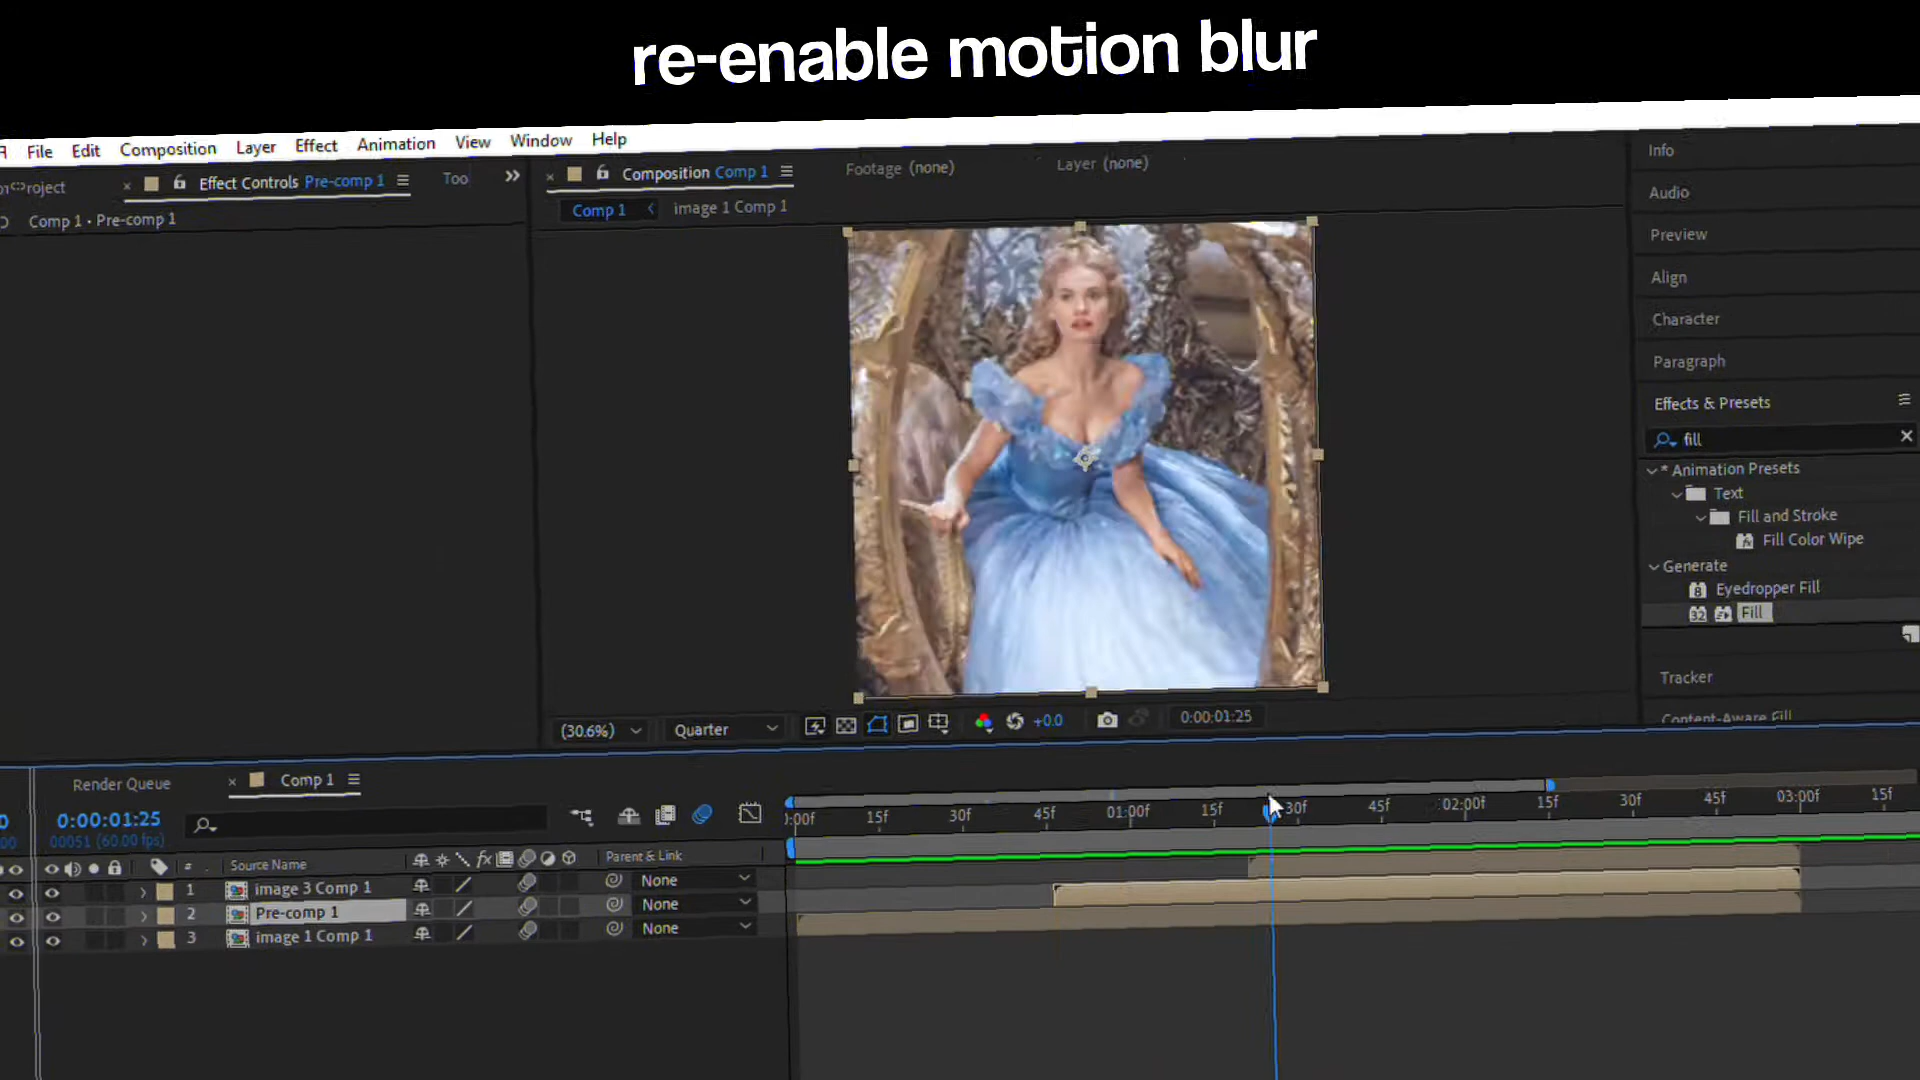 re-enable motion blur
File Edit Composition Layer Effect Animation View Window Help
Effect Controls Pre-comp 1
Too
Composition Comp 1
Footage (none)
Layer (none)
Comp 1 • Pre-comp 1
Comp 1
image 1 Comp 1
Info
Audio
Preview
Align
Character
Paragraph
Effects & Presets
fill
* Animation Presets
Text
Fill and Stroke
Fill Color Wipe
Generate
Eyedropper Fill
Fill
Tracker
Content-Aware Fill
(30.6%)
Quarter
+0.0
0:00:01:25
Render Queue
Comp 1
0:00:01:25
00051 (60.00 fps)
:00f 15f 30f 45f 01:00f 15f 30f 45f 02:00f 15f 30f 45f 03:00f 15f
# Source Name fx Parent & Link
1 image 3 Comp 1 None
2 Pre-comp 1 None
3 image 1 Comp 1 None